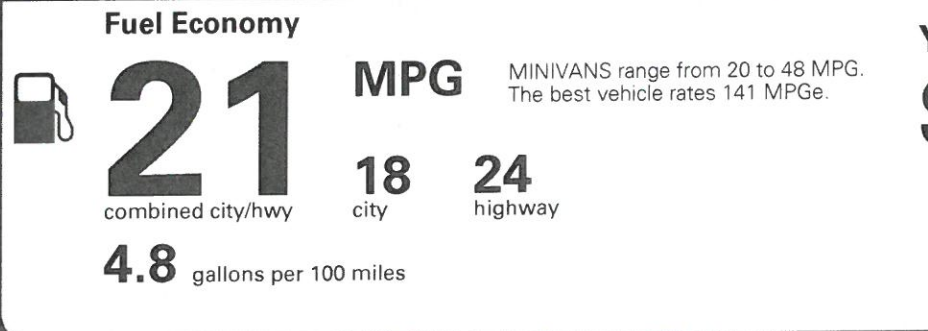 Fuel Economy
21 MPG
MINIVANS range from 20 to 48 MPG.
The best vehicle rates 141 MPGe.
combined city/hwy
18
city
24
highway
4.8 gallons per 100 miles